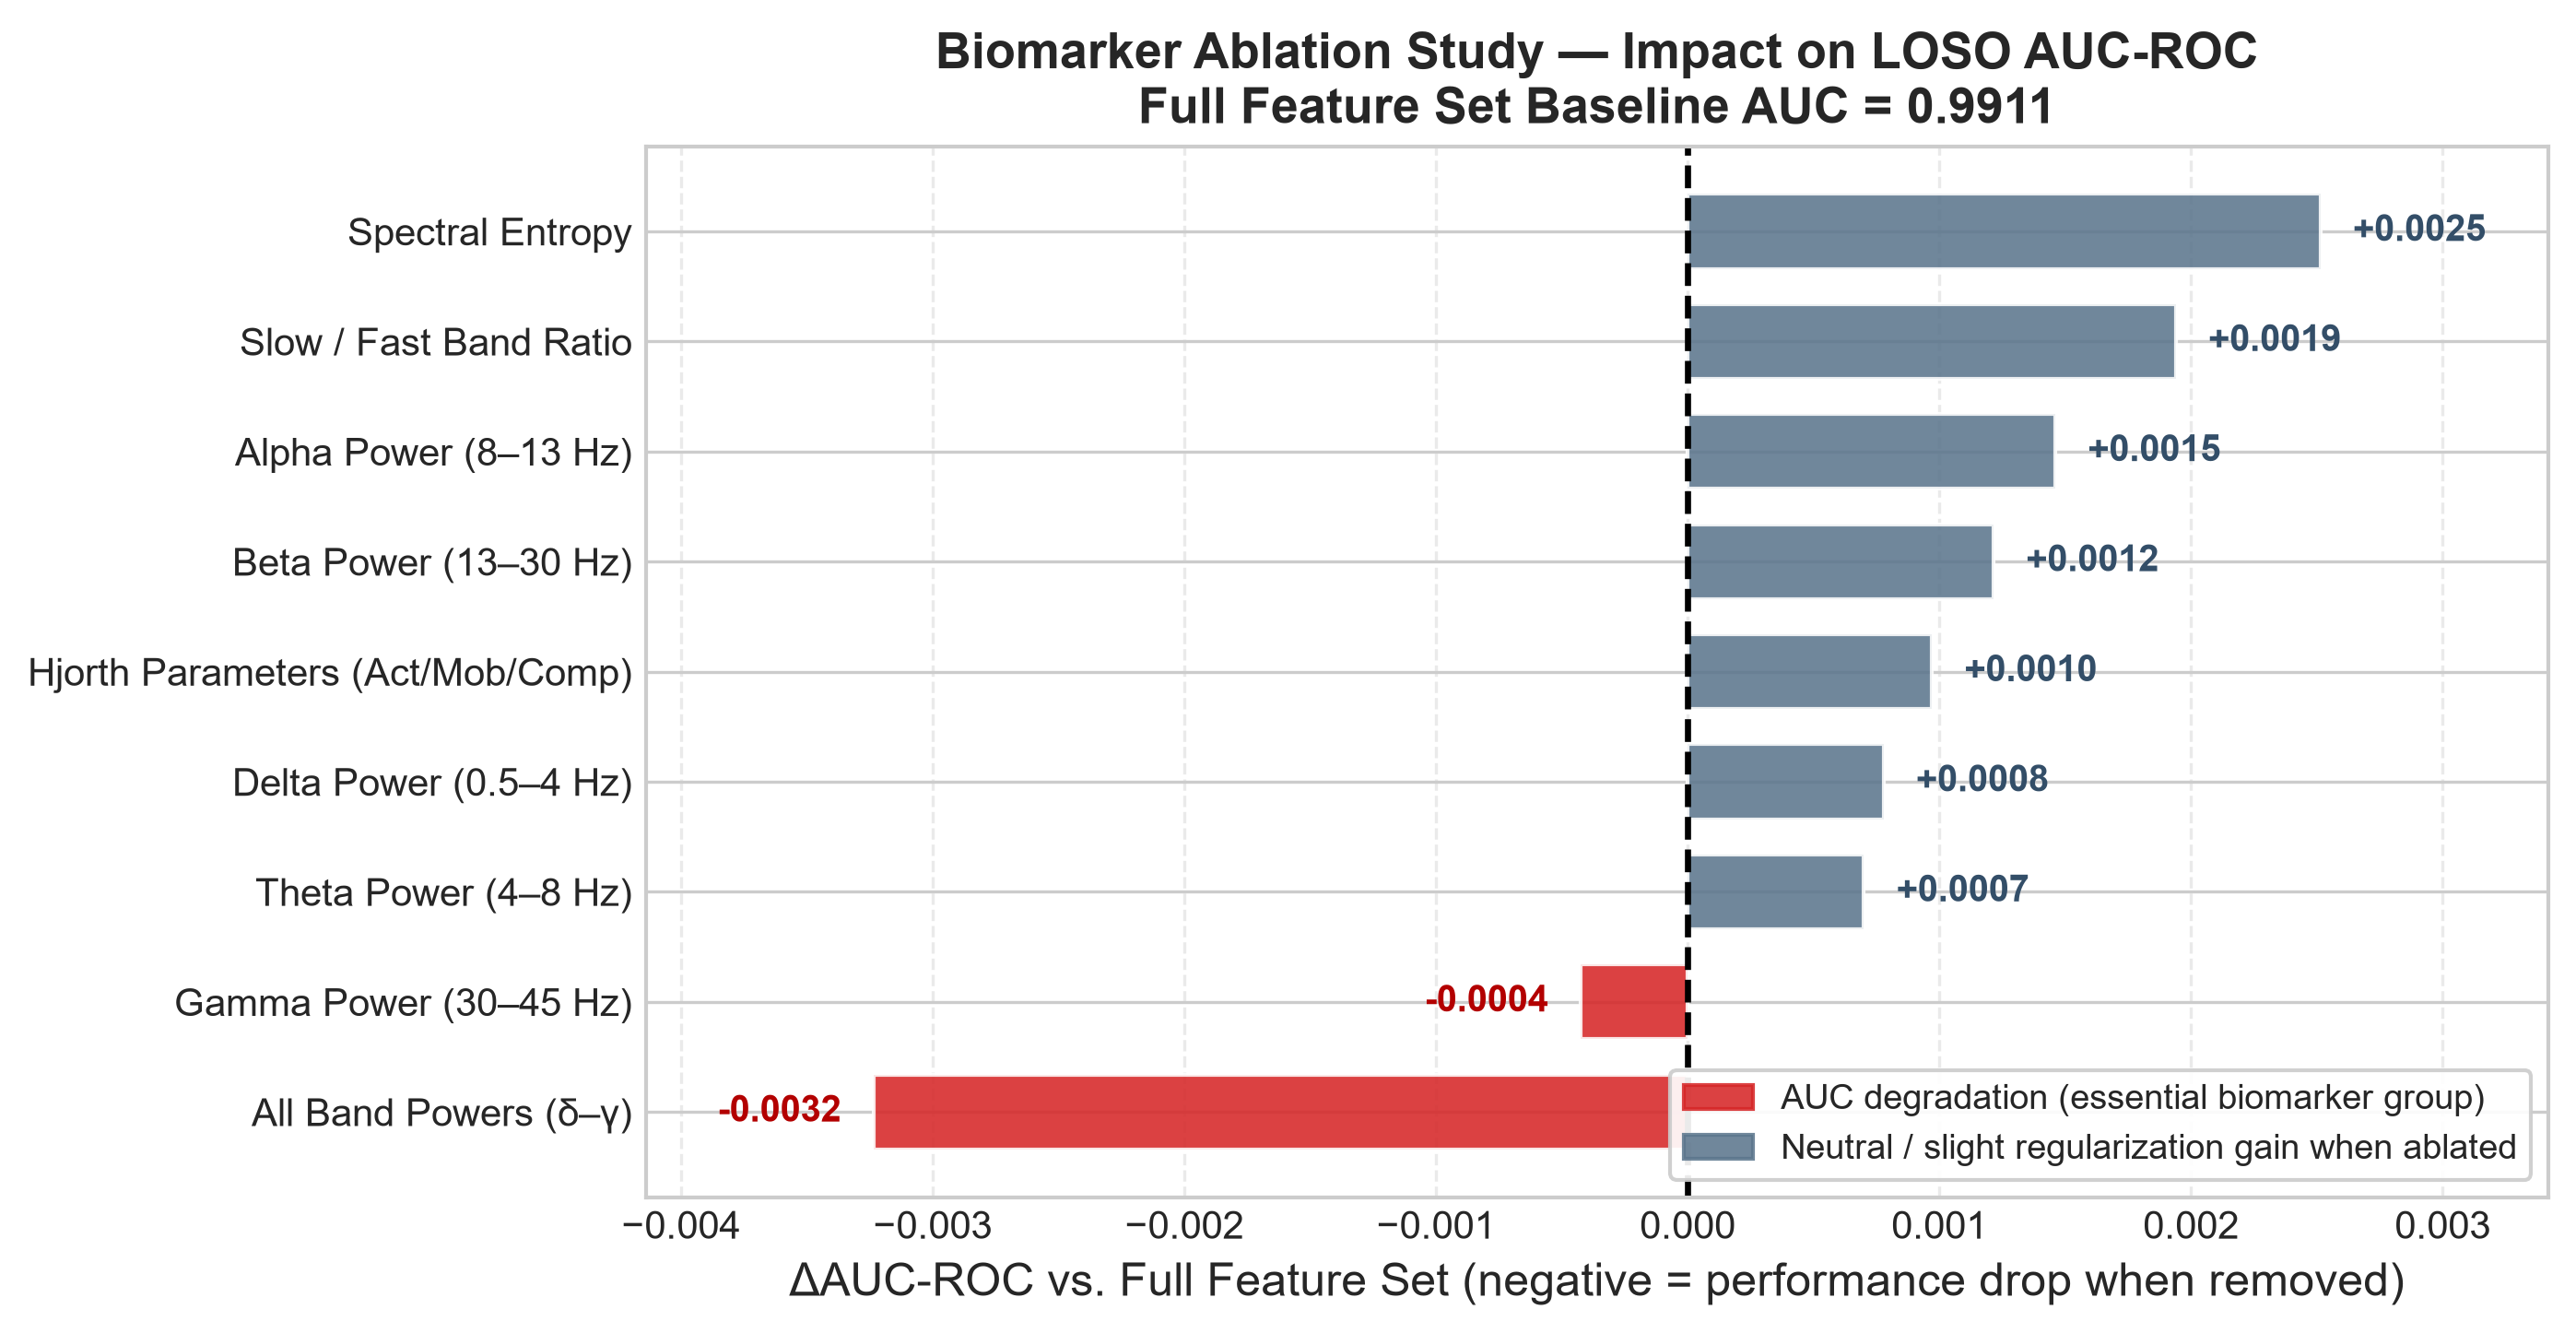 Biomarker Ablation Study — Impact on LOSO AUC-ROC
Full Feature Set Baseline AUC = 0.9911
Spectral Entropy
+0.0025
Slow / Fast Band Ratio
+0.0019
Alpha Power (8–13 Hz)
+0.0015
Beta Power (13–30 Hz)
+0.0012
Hjorth Parameters (Act/Mob/Comp)
+0.0010
Delta Power (0.5–4 Hz)
+0.0008
Theta Power (4–8 Hz)
+0.0007
Gamma Power (30–45 Hz)
-0.0004
All Band Powers (δ–γ)
-0.0032
AUC degradation (essential biomarker group)
Neutral / slight regularization gain when ablated
−0.004 −0.003 −0.002 −0.001 0.000 0.001 0.002 0.003
ΔAUC-ROC vs. Full Feature Set (negative = performance drop when removed)